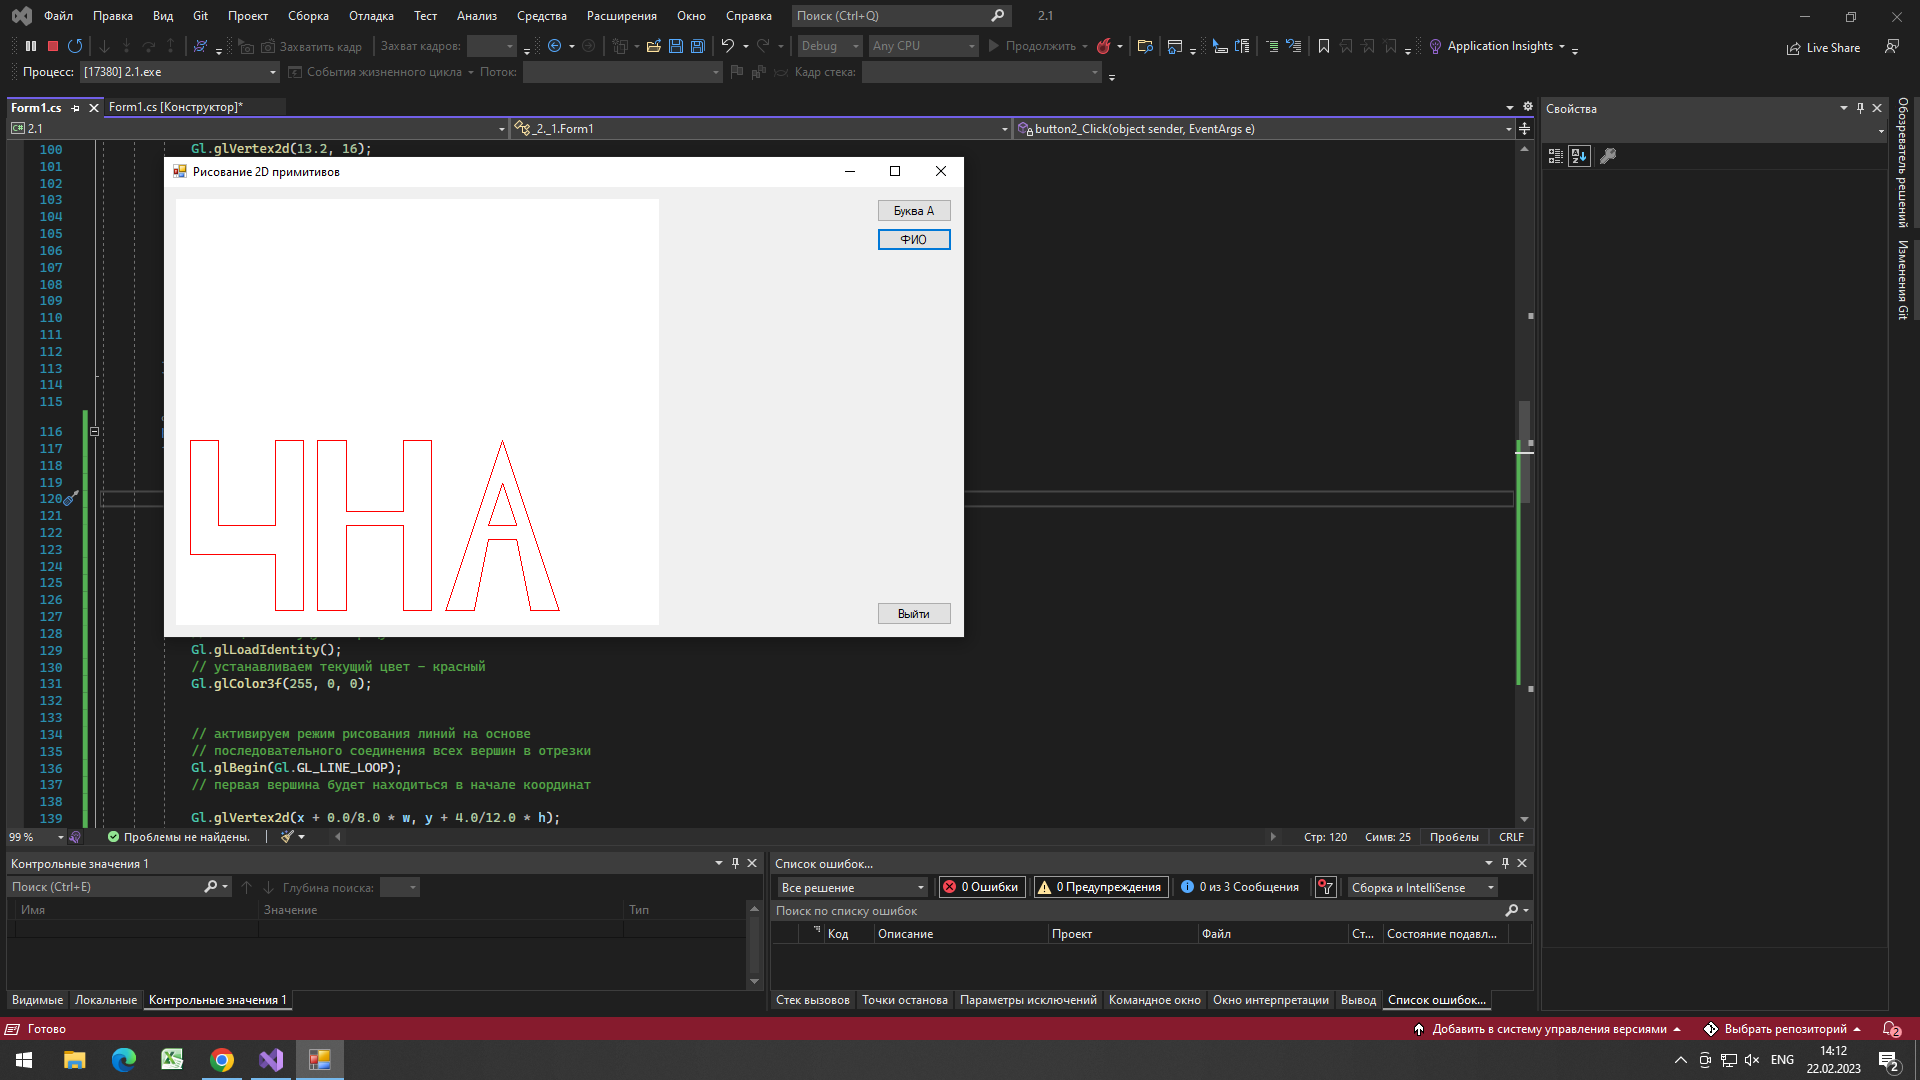 Файл Правка Вид Git Проект Сборка Отладка Тест Анализ Средства Расширения Окно Справка Поиск (Ctrl+Q) 2.1
Захватить кадр Захват кадров: Debug Any CPU Продолжить Application Insights Live Share
Процесс: [17380] 2.1.exe События жизненного цикла Поток: Кадр стека:
Form1.cs Form1.cs [Конструктор]*
2.1 _2._1.Form1 button2_Click(object sender, EventArgs e)
Свойства
Обозреватель решений
Изменения Git
100 Gl.glVertex2d(13.2, 16);
101
102
103
104
105
106
107
108
109
110
111
112
113
114
115
116
117
118
119
120
121
122
123
124
125
126
127
128
Рисование 2D примитивов
Буква А
ФИО
ЧНА
Выйти
129 Gl.glLoadIdentity();
130 // устанавливаем текущий цвет - красный
131 Gl.glColor3f(255, 0, 0);
132
133
134 // активируем режим рисования линий на основе
135 // последовательного соединения всех вершин в отрезки
136 Gl.glBegin(Gl.GL_LINE_LOOP);
137 // первая вершина будет находиться в начале координат
138
139 Gl.glVertex2d(x + 0.0/8.0 * w, y + 4.0/12.0 * h);
99 % Проблемы не найдены. Стр: 120 Симв: 25 Пробелы CRLF
Контрольные значения 1
Поиск (Ctrl+E) Глубина поиска:
Имя Значение Тип
Видимые Локальные Контрольные значения 1
Список ошибок...
Все решение 0 Ошибки 0 Предупреждения 0 из 3 Сообщения Сборка и IntelliSense
Поиск по списку ошибок
Код Описание Проект Файл Ст... Состояние подавл...
Стек вызовов Точки останова Параметры исключений Командное окно Окно интерпретации Вывод Список ошибок...
Готово Добавить в систему управления версиями Выбрать репозиторий 2
ENG 14:12
22.02.2023 2